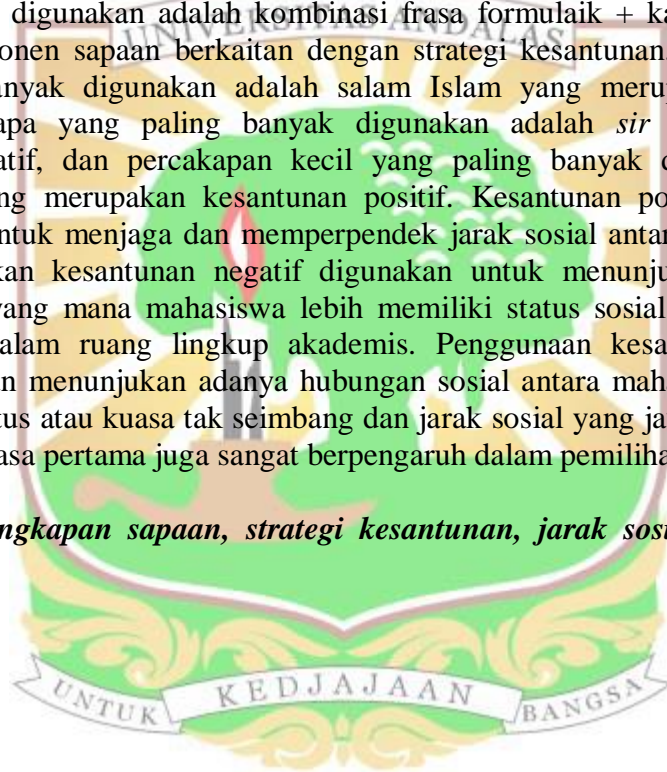 digunakan adalah kombinasi frasa formulaik + ka
UNIVERSITAS ANDALAS
onen sapaan berkaitan dengan strategi kesantunan.
anyak digunakan adalah salam Islam yang meru
apa yang paling banyak digunakan adalah sir
atif, dan percakapan kecil yang paling banyak
ng merupakan kesantunan positif. Kesantunan po
ntuk menjaga dan memperpendek jarak sosial antar
kan kesantunan negatif digunakan untuk menunju
yang mana mahasiswa lebih memiliki status sosial
alam ruang lingkup akademis. Penggunaan kesa
n menunjukan adanya hubungan sosial antara mah
tus atau kuasa tak seimbang dan jarak sosial yang ja
asa pertama juga sangat berpengaruh dalam pemiliha
ngkapan sapaan, strategi kesantunan, jarak sosi
UNTUK KEDJAJAAN BANGSA